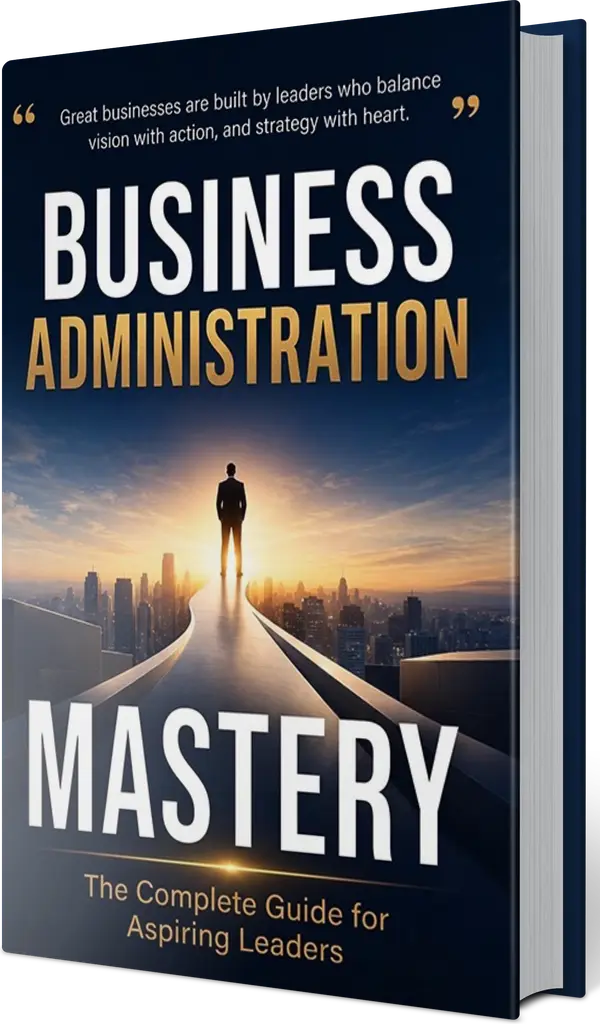 “ Great businesses are built by leaders who balance
vision with action, and strategy with heart. ”
BUSINESS
ADMINISTRATION
MASTERY
The Complete Guide for
Aspiring Leaders